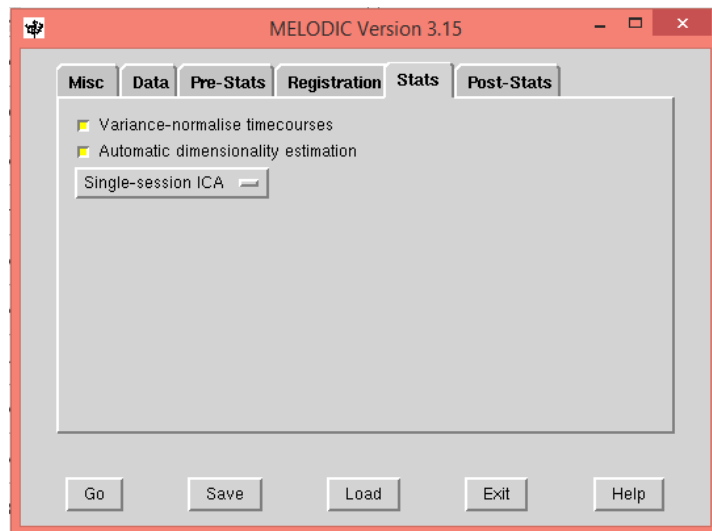 MELODIC Version 3.15
Misc Data Pre-Stats Registration Stats Post-Stats
Variance-normalise timecourses
Automatic dimensionality estimation
Single-session ICA
Go Save Load Exit Help